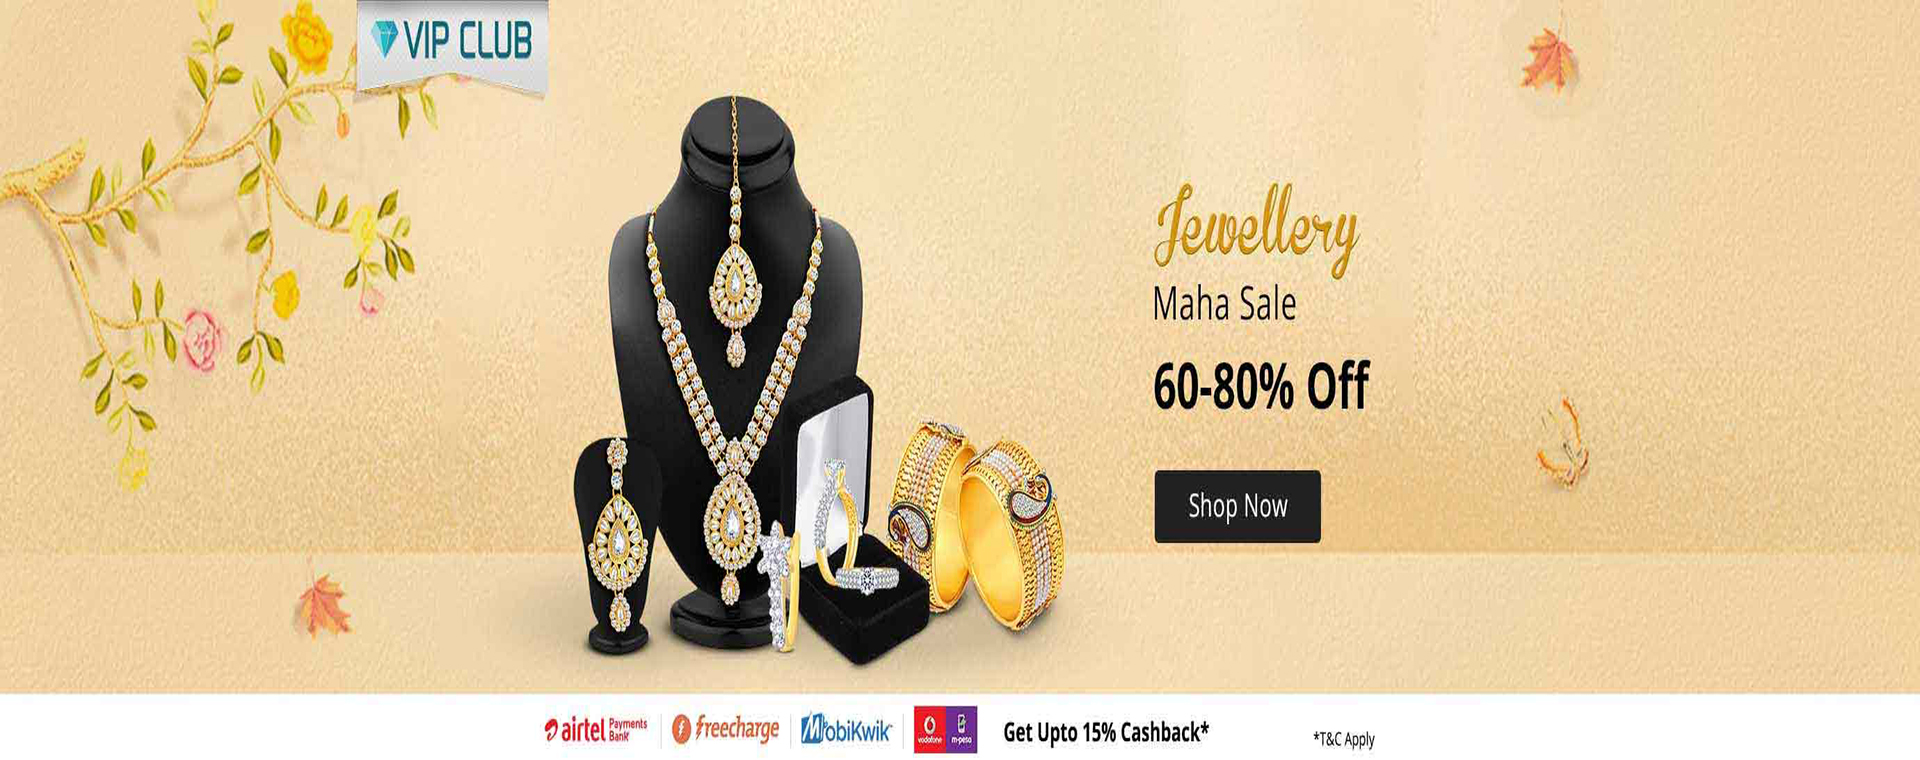 VIP CLUB
Jewellery
Maha Sale
60-80% Off
Shop Now
airtel Payments Bank
freecharge
MobiKwik
vodafone m-pesa
Get Upto 15% Cashback*
*T&C Apply